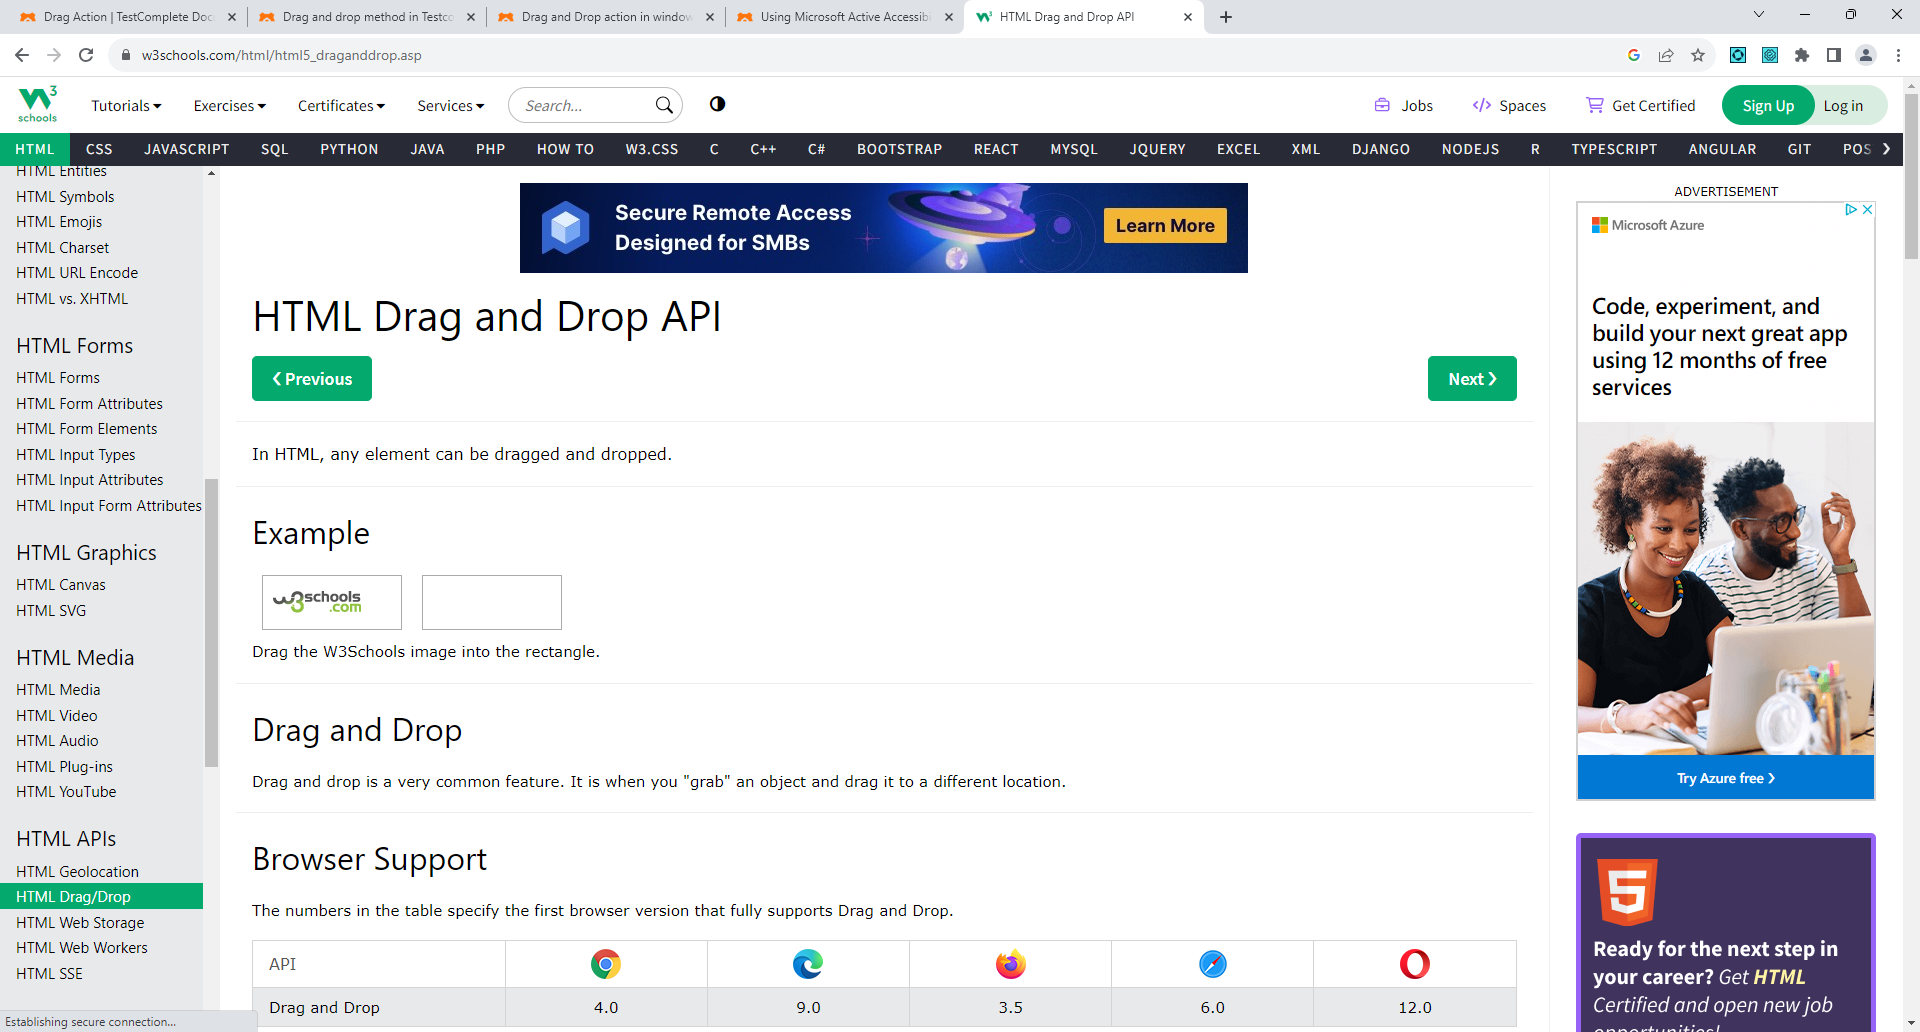 Drag Action | TestComplete Doc
Drag and drop method in Testco
Drag and Drop action in window
Using Microsoft Active Accessibi
HTML Drag and Drop API
w3schools.com/html/html5_draganddrop.asp
3
schools
Tutorials
Exercises
Certificates
Services
Search...
Jobs
Spaces
Get Certified
Sign Up
Log in
HTML CSS JAVASCRIPT SQL PYTHON JAVA PHP HOW TO W3.CSS C C++ C# BOOTSTRAP REACT MYSQL JQUERY EXCEL XML DJANGO NODEJS R TYPESCRIPT ANGULAR GIT POS
HTML Entities
HTML Symbols
HTML Emojis
HTML Charset
HTML URL Encode
HTML vs. XHTML
HTML Forms
HTML Forms
HTML Form Attributes
HTML Form Elements
HTML Input Types
HTML Input Attributes
HTML Input Form Attributes
HTML Graphics
HTML Canvas
HTML SVG
HTML Media
HTML Media
HTML Video
HTML Audio
HTML Plug-ins
HTML YouTube
HTML APIs
HTML Geolocation
HTML Drag/Drop
HTML Web Storage
HTML Web Workers
HTML SSE
Establishing secure connection...
Secure Remote Access
Designed for SMBs
Learn More
HTML Drag and Drop API
❮ Previous
Next ❯
In HTML, any element can be dragged and dropped.
Example
w3schools
.com
Drag the W3Schools image into the rectangle.
Drag and Drop
Drag and drop is a very common feature. It is when you "grab" an object and drag it to a different location.
Browser Support
The numbers in the table specify the first browser version that fully supports Drag and Drop.
API
Drag and Drop 4.0 9.0 3.5 6.0 12.0
ADVERTISEMENT
Microsoft Azure
Code, experiment, and
build your next great app
using 12 months of free
services
Try Azure free ❯
5
Ready for the next step in
your career? Get HTML
Certified and open new job
opportunities!